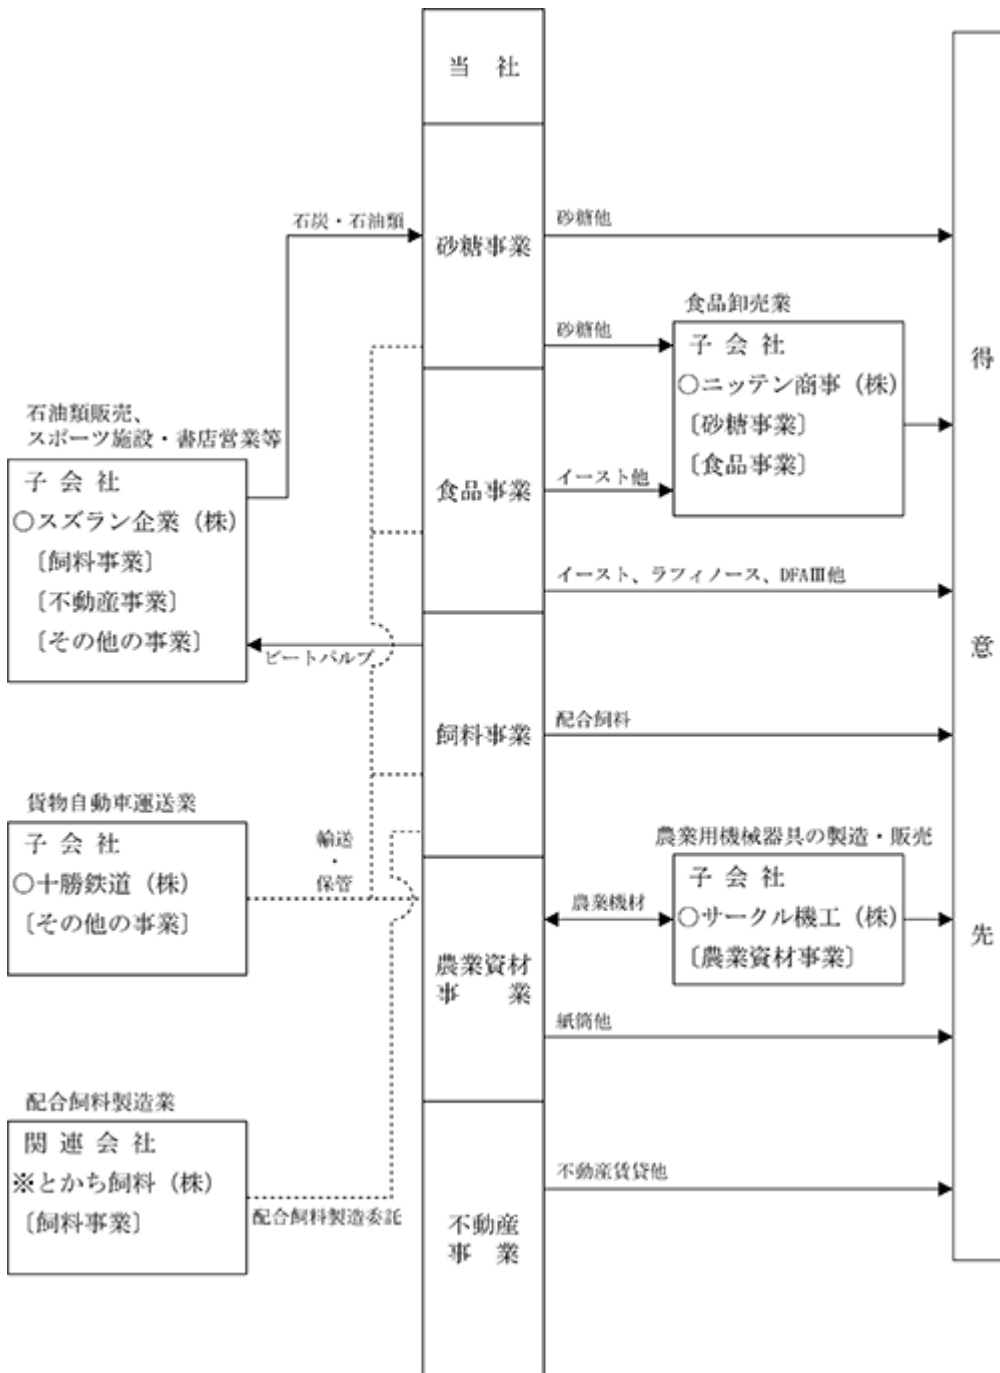 当 社
砂糖事業
食品事業
飼料事業
農業資材
事 業
不動産
事 業
石炭・石油類
石油類販売、
スポーツ施設・書店営業等
子 会 社
○スズラン企業（株）
〔飼料事業〕
〔不動産事業〕
〔その他の事業〕
ビートパルプ
貨物自動車運送業
子 会 社
○十勝鉄道（株）
〔その他の事業〕
輸送
・
保管
配合飼料製造業
関 連 会 社
※とかち飼料（株）
〔飼料事業〕
配合飼料製造委託
砂糖他
砂糖他
食品卸売業
子 会 社
○ニッテン商事（株）
〔砂糖事業〕
〔食品事業〕
イースト他
イースト、ラフィノース、DFAⅢ他
配合飼料
農業用機械器具の製造・販売
子 会 社
○サークル機工（株）
〔農業資材事業〕
農業機材
紙筒他
不動産賃貸他
得
意
先